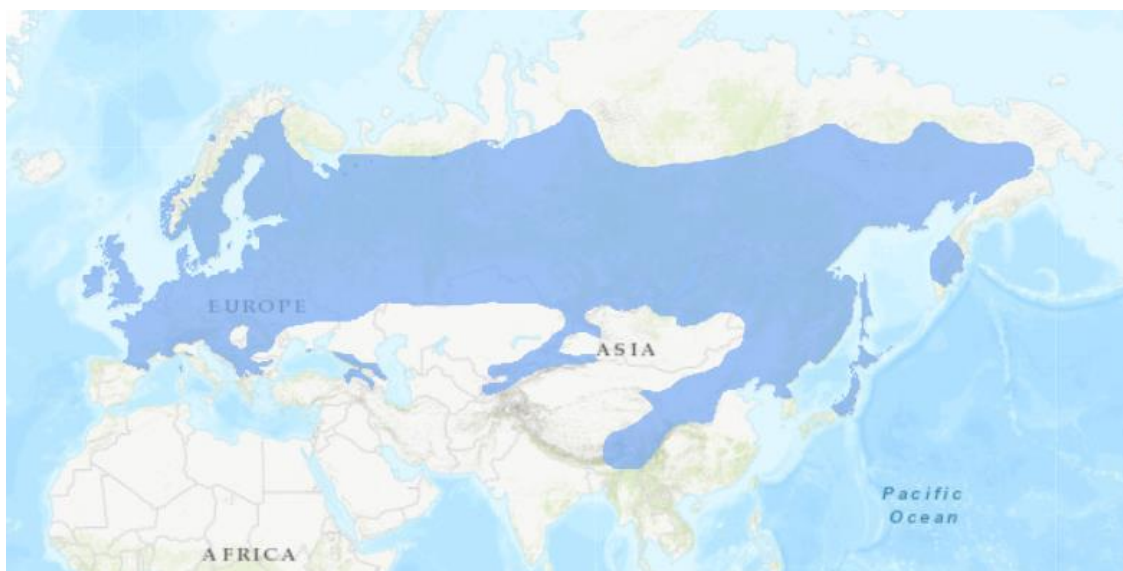 EUROPE
ASIA
Pacific
Ocean
AFRICA